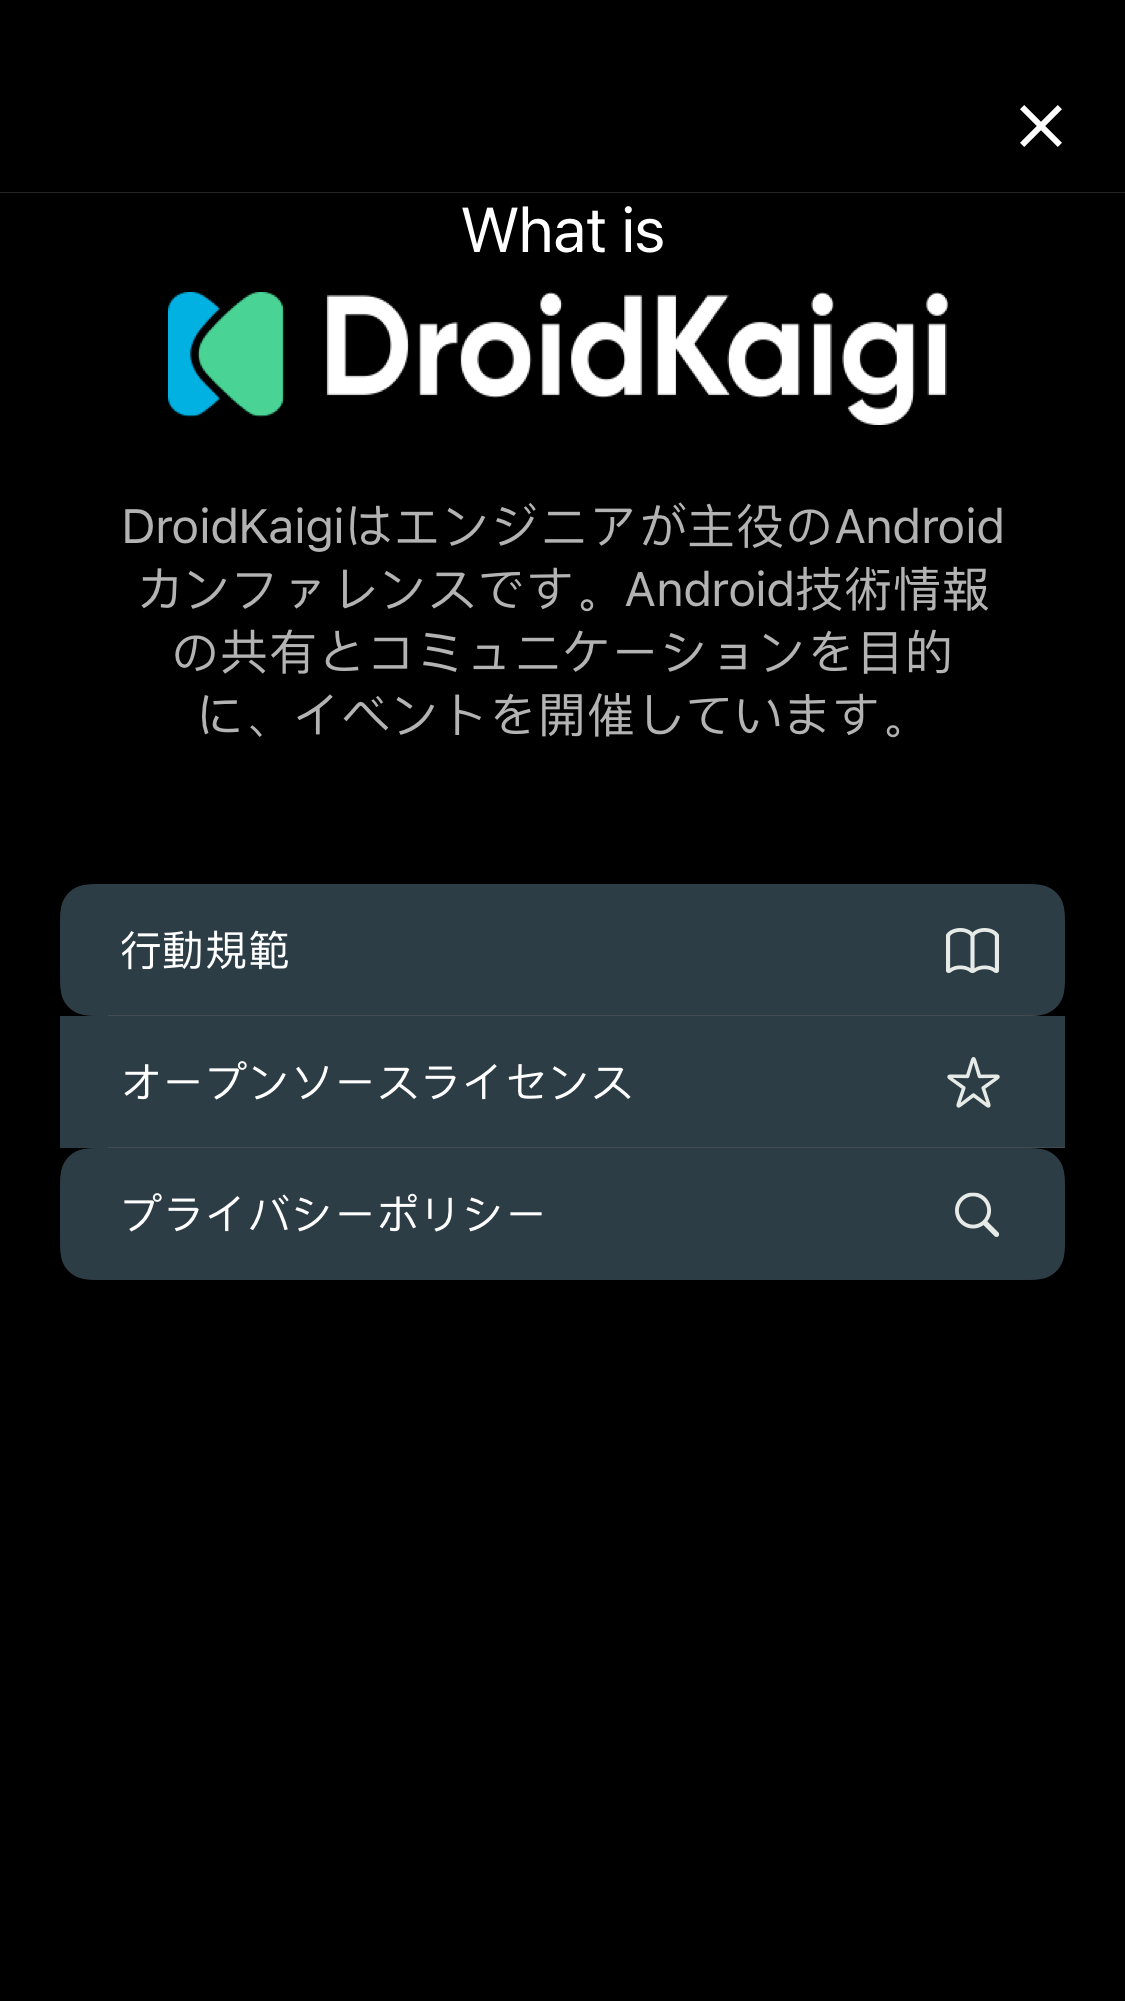 What is
DroidKaigi
DroidKaigiはエンジニアが主役のAndroid
カンファレンスです。Android技術情報
の共有とコミュニケーションを目的
に、イベントを開催しています。
行動規範
オープンソースライセンス
プライバシーポリシー